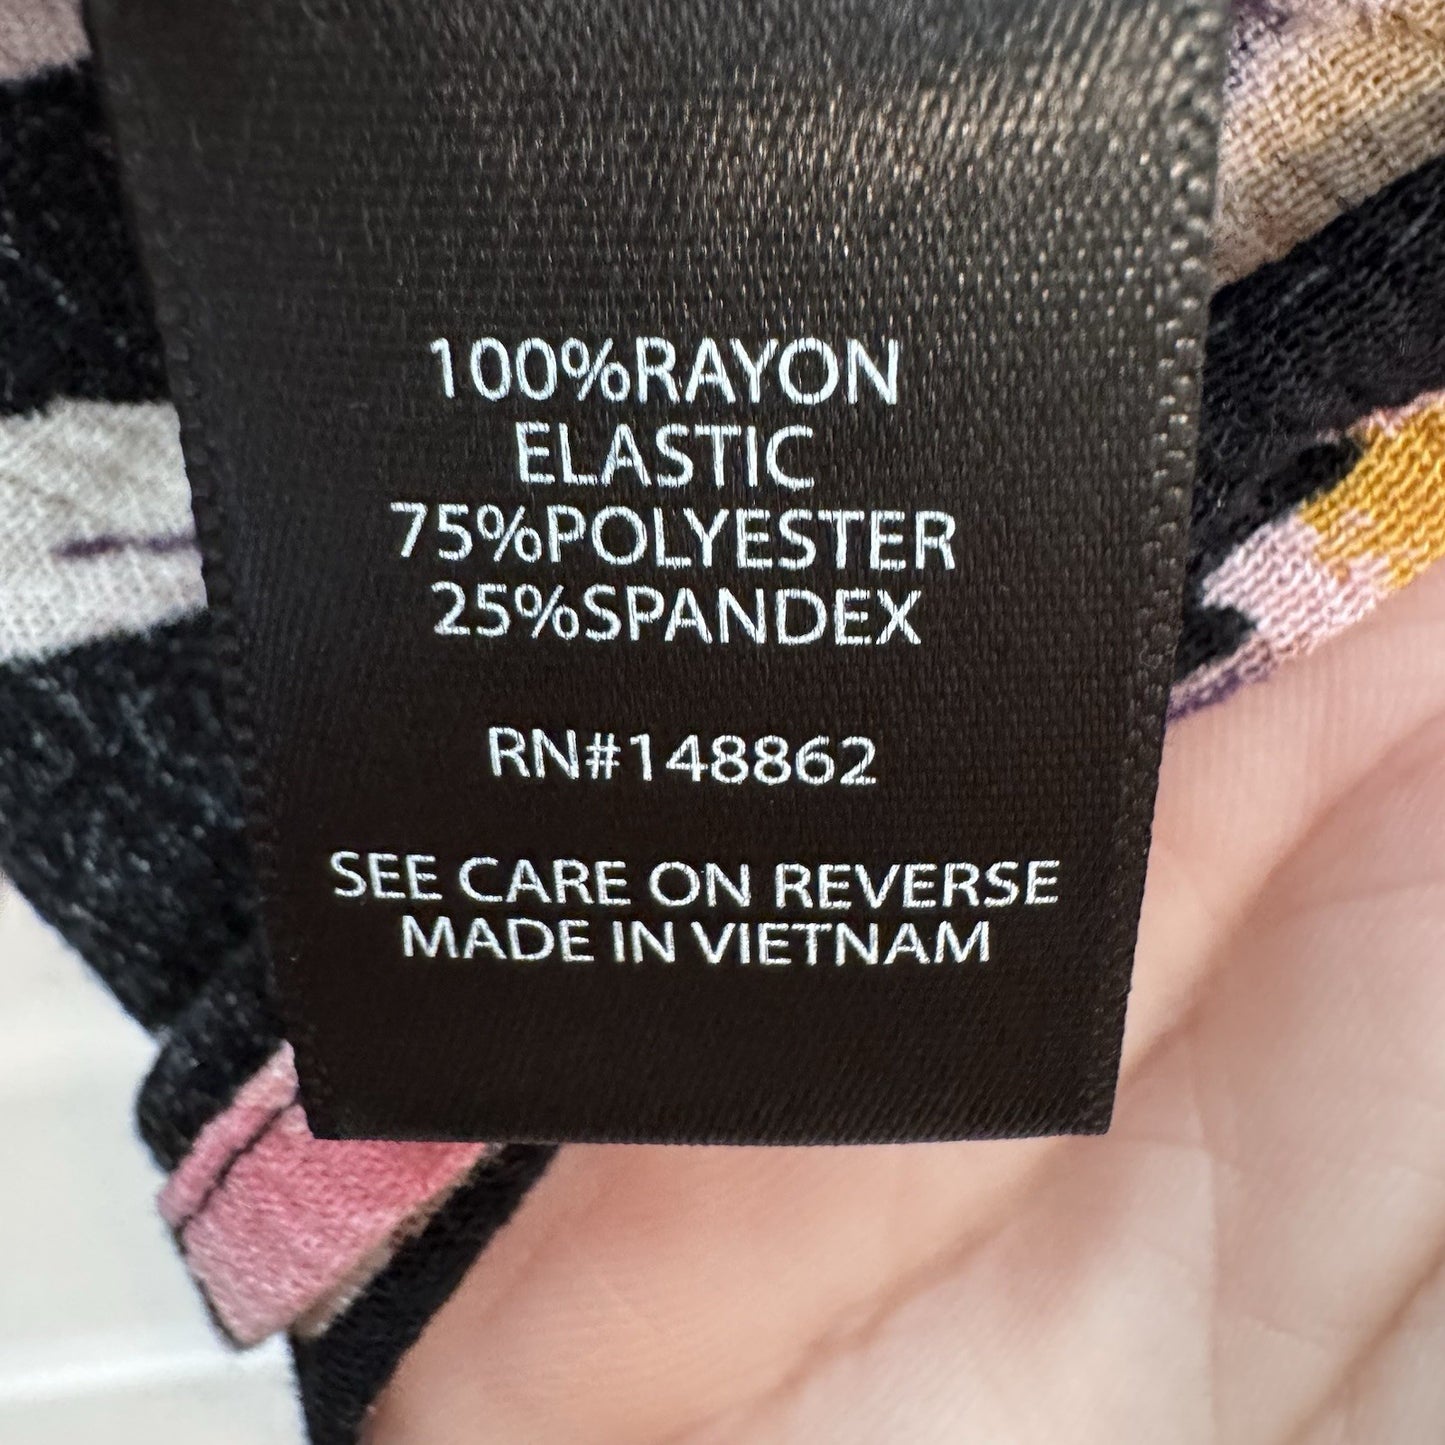 100%RAYON
ELASTIC
75%POLYESTER
25%SPANDEX
RN#148862
SEE CARE ON REVERSE
MADE IN VIETNAM